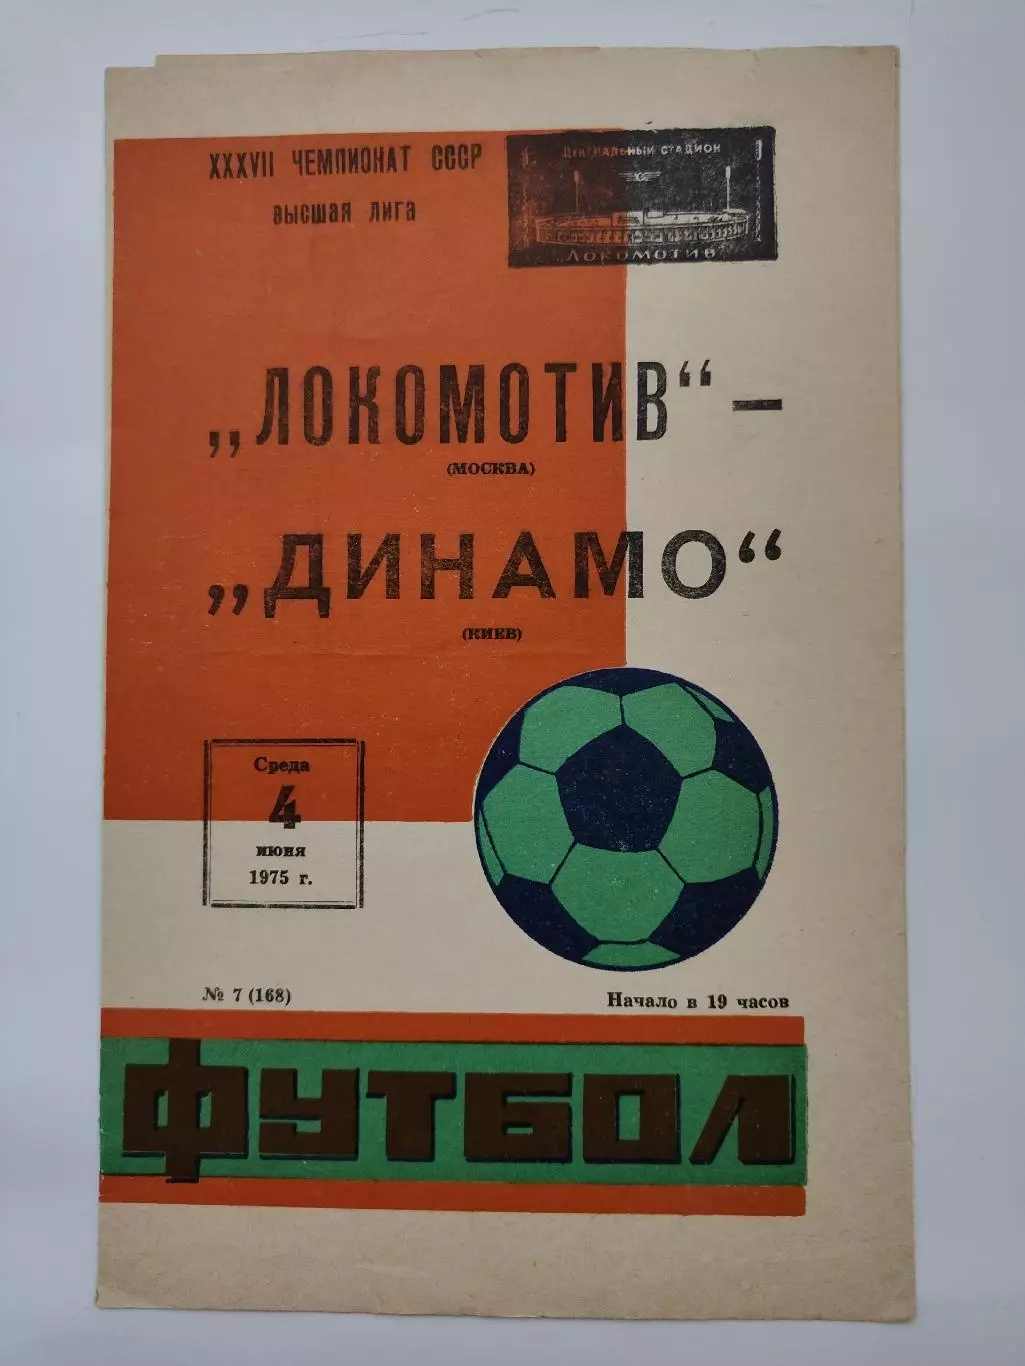 XXXVII ЧЕМПИОНАТ СССР
ВЫСШАЯ ЛИГА
ЦЕНТРАЛЬНЫЙ СТАДИОН
„ЛОКОМОТИВ"
„ЛОКОМОТИВ“ —
(МОСКВА)
„ДИНАМО“
(КИЕВ)
Среда
4
июня
1975 г.
№ 7 (168)
Начало в 19 часов
ФУТБОЛ